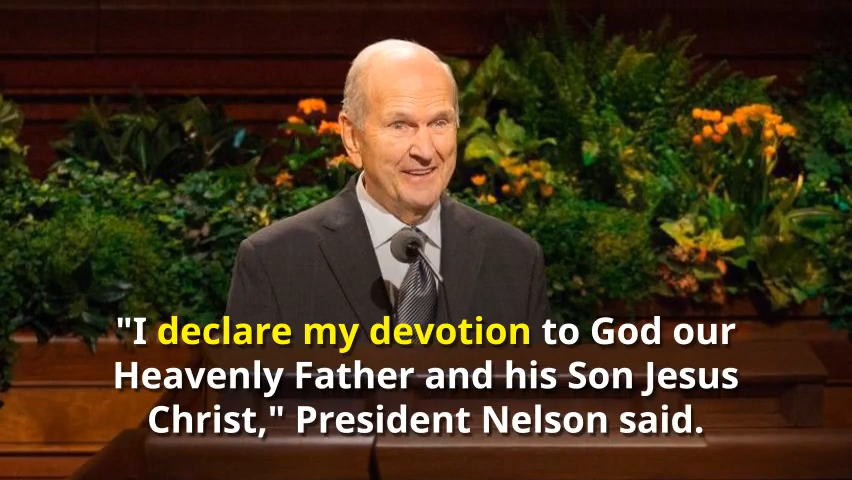 "I declare my devotion to God our
Heavenly Father and his Son Jesus
Christ," President Nelson said.